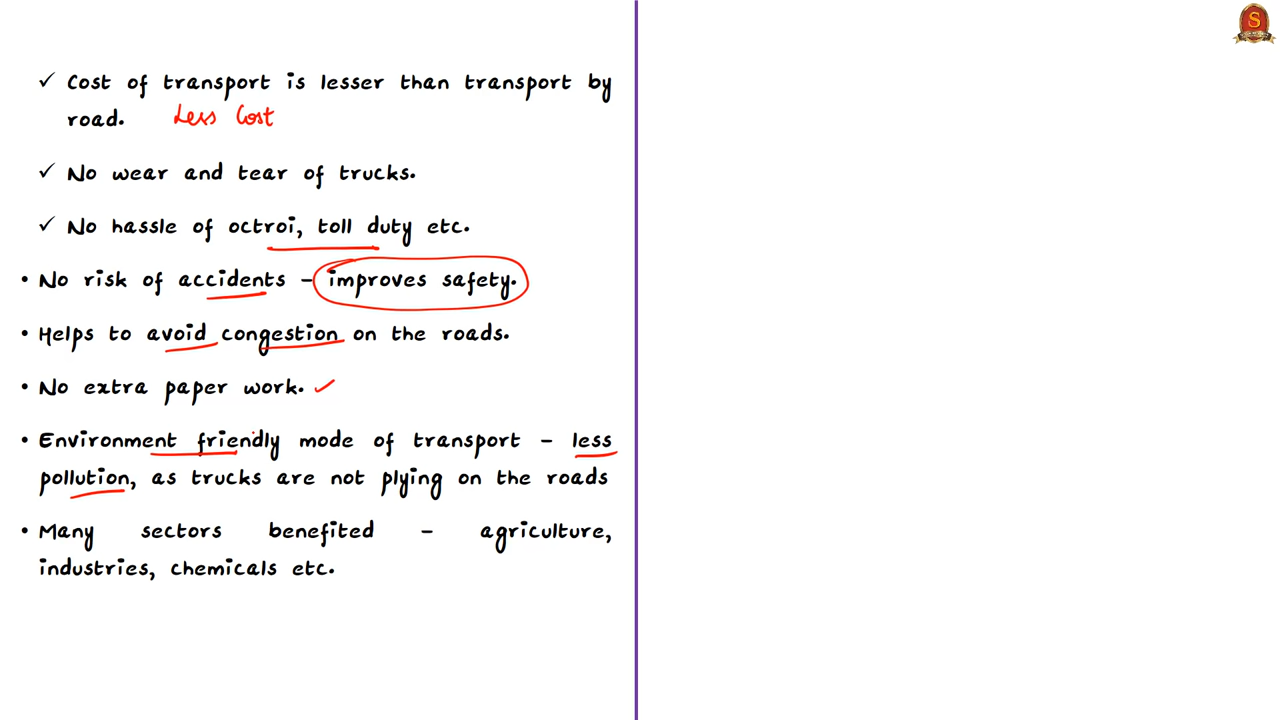 ✓ Cost of transport is lesser than transport by
road. Less Cost
✓ No wear and tear of trucks.
✓ No hassle of octroi, toll duty etc.
• No risk of accidents – improves safety.
• Helps to avoid congestion on the roads.
• No extra paper work. ✓
• Environment friendly mode of transport – less
pollution, as trucks are not plying on the roads
• Many sectors benefited – agriculture,
industries, chemicals etc.
S